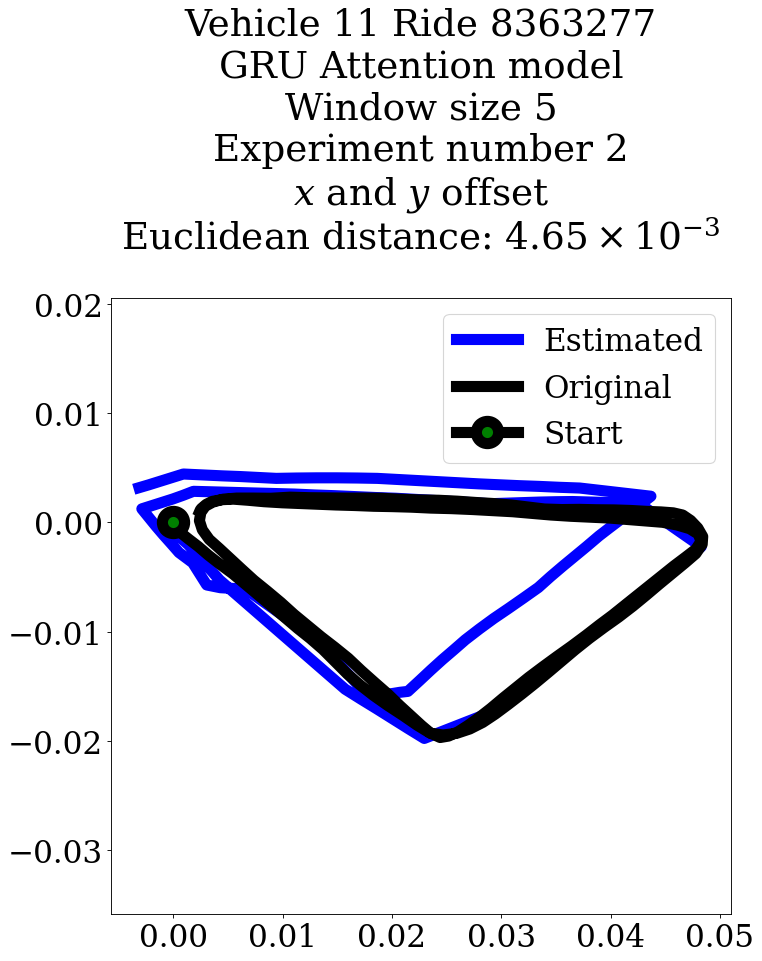 Vehicle 11 Ride 8363277
GRU Attention model
Window size 5
Experiment number 2
x and y offset
Euclidean distance: 4.65 × 10⁻³
0.02
0.01
0.00
−0.01
−0.02
−0.03
Estimated
Original
Start
0.00 0.01 0.02 0.03 0.04 0.05